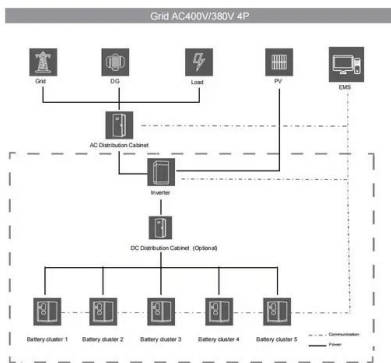 Grid AC400V/380V 4P
Grid
DG
Load
PV
EMS
AC Distribution Cabinet
Inverter
DC Distribution Cabinet (Optional)
Battery cluster 1
Battery cluster 2
Battery cluster 3
Battery cluster 4
Battery cluster 5
Communication
Power